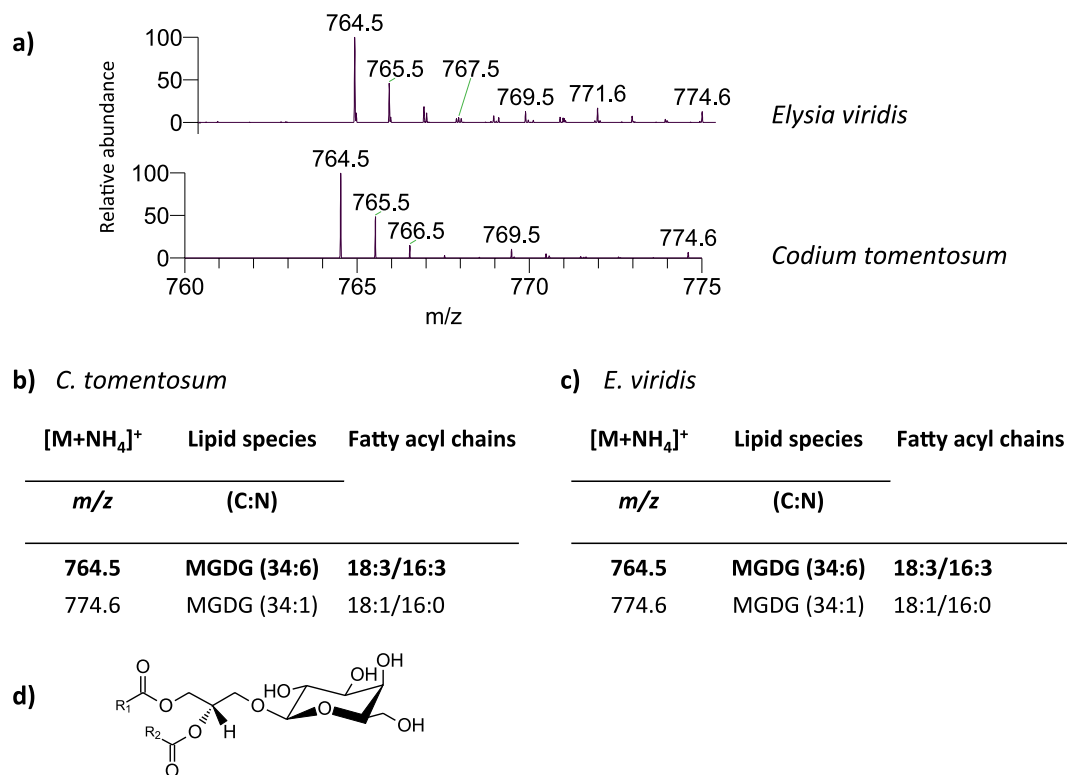 a)
Relative abundance
100
50
0
764.5
765.5
767.5
769.5
771.6
774.6
Elysia viridis
100
50
0
764.5
765.5
766.5
769.5
774.6
Codium tomentosum
760 765 770 775
m/z
b) C. tomentosum
[M+NH4]+ Lipid species Fatty acyl chains
m/z (C:N)
764.5 MGDG (34:6) 18:3/16:3
774.6 MGDG (34:1) 18:1/16:0
c) E. viridis
[M+NH4]+ Lipid species Fatty acyl chains
m/z (C:N)
764.5 MGDG (34:6) 18:3/16:3
774.6 MGDG (34:1) 18:1/16:0
d)
O
R1
O
R2
O
O
H
O
HO
OH
OH
O
OH